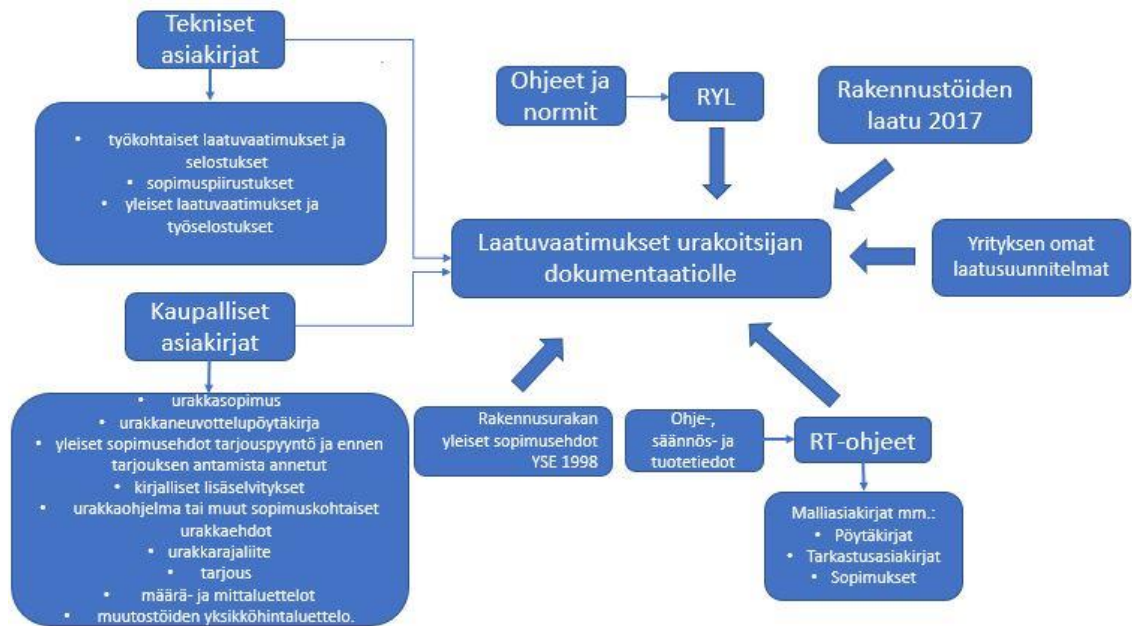 Tekniset
asiakirjat
• työkohtaiset laatuvaatimukset ja
selostukset
• sopimuspiirustukset
• yleiset laatuvaatimukset ja
työselostukset
Kaupalliset
asiakirjat
• urakkasopimus
• urakkaneuvottelupöytäkirja
• yleiset sopimusehdot tarjouspyyntö ja ennen
tarjouksen antamista annetut
• kirjalliset lisäselvitykset
• urakkaohjelma tai muut sopimuskohtaiset
urakkaehdot
• urakkarajaliite
• tarjous
• määrä- ja mittaluettelot
• muutostöiden yksikköhintaluettelo.
Ohjeet ja
normit
RYL
Rakennustöiden
laatu 2017
Laatuvaatimukset urakoitsijan
dokumentaatiolle
Yrityksen omat
laatusuunnitelmat
Rakennusurakan
yleiset sopimusehdot
YSE 1998
Ohje-,
säännös- ja
tuotetiedot
RT-ohjeet
Malliasiakirjat mm.:
• Pöytäkirjat
• Tarkastusasiakirjat
• Sopimukset